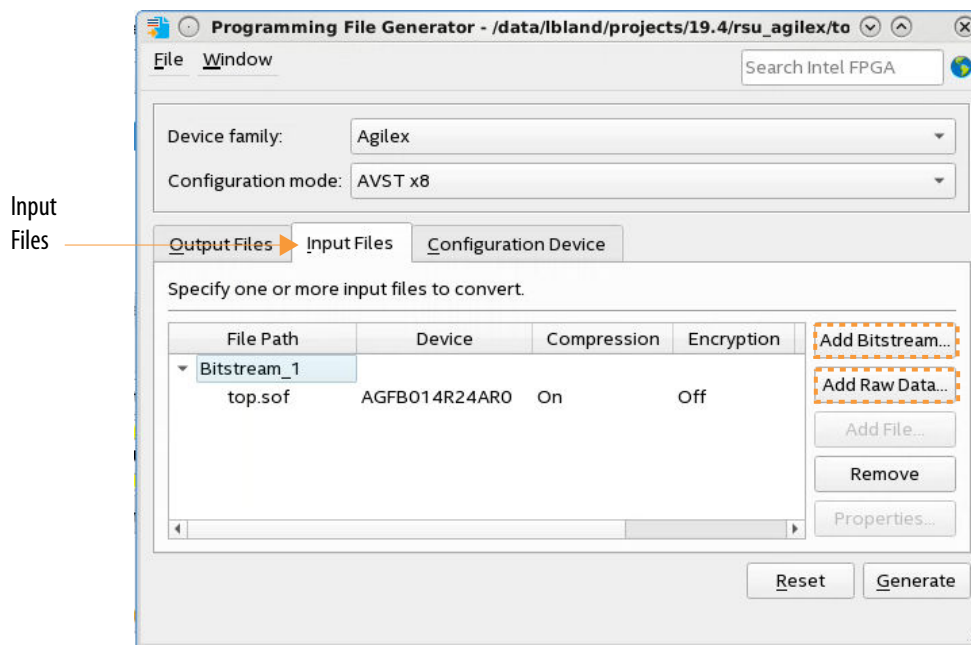 Programming File Generator - /data/lbland/projects/19.4/rsu_agilex/to
File Window
Search Intel FPGA
Device family: Agilex
Configuration mode: AVST x8
Input
Files
Output Files Input Files Configuration Device
Specify one or more input files to convert.
File Path Device Compression Encryption
Add Bitstream...
Bitstream_1
top.sof AGFB014R24AR0 On Off
Add Raw Data...
Add File...
Remove
Properties...
Reset Generate